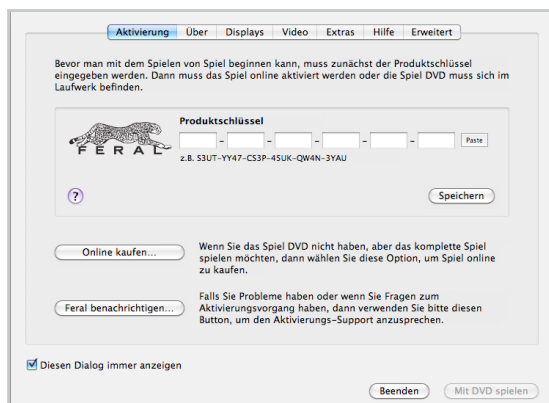 Aktivierung Über Displays Video Extras Hilfe Erweitert
Bevor man mit dem Spielen von Spiel beginnen kann, muss zunächst der Produktschlüssel
eingegeben werden. Dann muss das Spiel online aktiviert werden oder die Spiel DVD muss sich im
Laufwerk befinden.
Produktschlüssel
- - - - - Paste
FERAL
z.B. S3UT-YY47-CS3P-45UK-QW4N-3YAU
? Speichern
Online kaufen...
Wenn Sie das Spiel DVD nicht haben, aber das komplette Spiel
spielen möchten, dann wählen Sie diese Option, um Spiel online
zu kaufen.
Feral benachrichtigen...
Falls Sie Probleme haben oder wenn Sie Fragen zum
Aktivierungsvorgang haben, dann verwenden Sie bitte diesen
Button, um den Aktivierungs-Support anzusprechen.
Diesen Dialog immer anzeigen
Beenden Mit DVD spielen